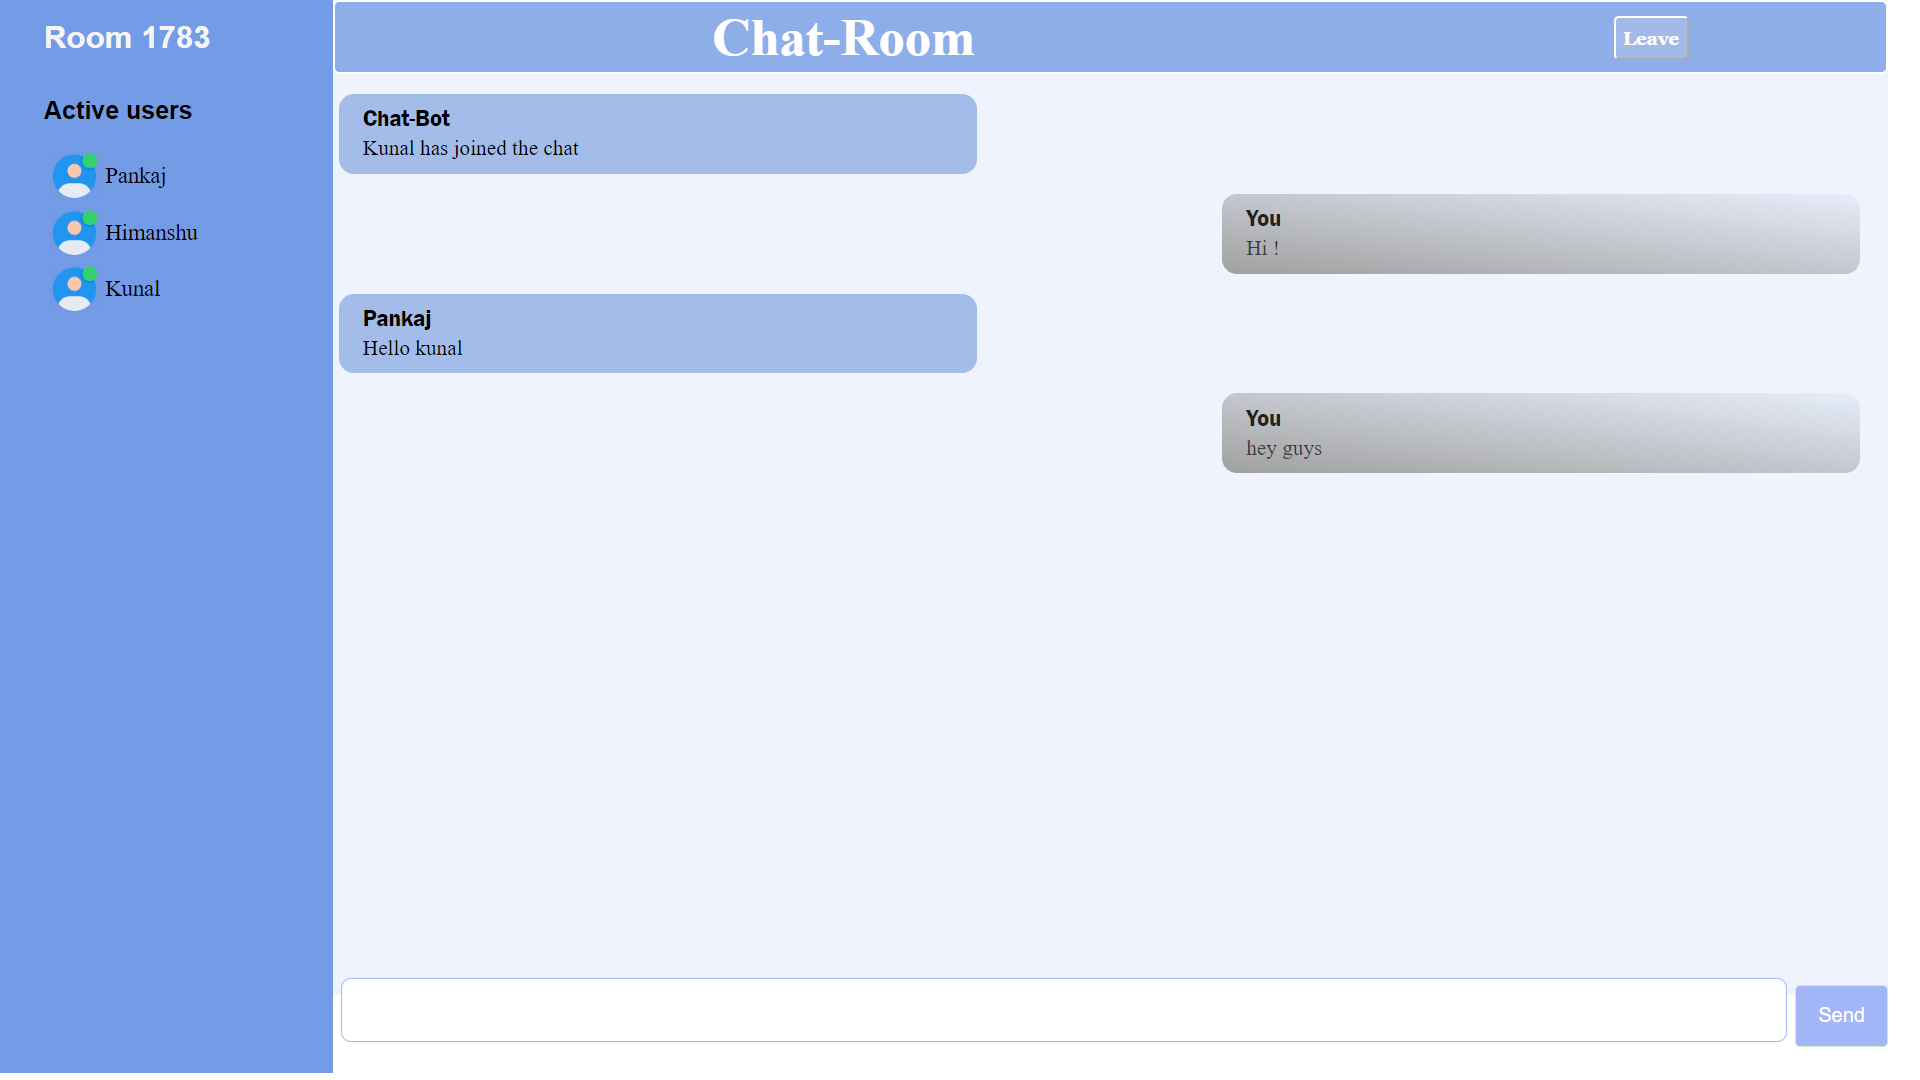 Room 1783
Active users
Pankaj
Himanshu
Kunal
Chat-Room
Leave
Chat-Bot
Kunal has joined the chat
You
Hi !
Pankaj
Hello kunal
You
hey guys
Send